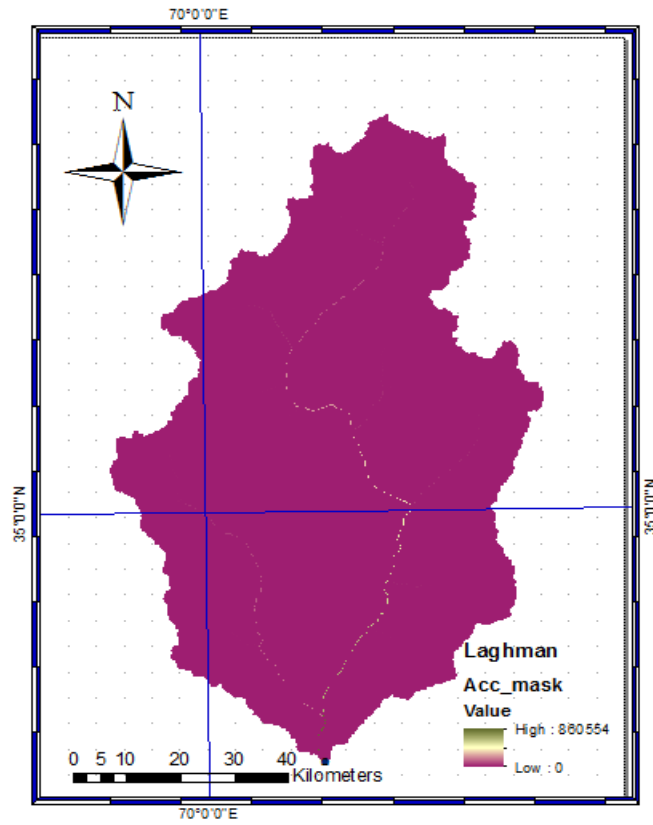 70°0'0"E
N
35°0'0"N
35°0'0"N
Laghman
Acc_mask
Value
High : 860554
Low : 0
0 5 10 20 30 40
Kilometers
70°0'0"E